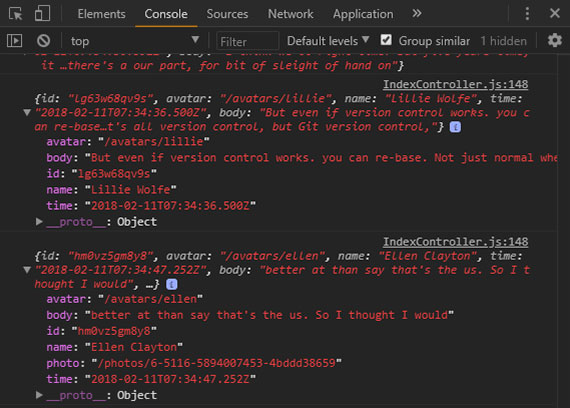 Elements Console Sources Network Application
top Filter Default levels Group similar 1 hidden
it …there's a our part, for bit of sleight of hand on"}
IndexController.js:148
{id: "lg63w68qv9s", avatar: "/avatars/lillie", name: "Lillie Wolfe", time:
"2018-02-11T07:34:36.500Z", body: "But even if version control works. you c
an re-base…t's all version control, but Git version control,"}
avatar: "/avatars/lillie"
body: "But even if version control works. you can re-base. Not just normal whe
id: "lg63w68qv9s"
name: "Lillie Wolfe"
time: "2018-02-11T07:34:36.500Z"
__proto__: Object
IndexController.js:148
{id: "hm0vz5gm8y8", avatar: "/avatars/ellen", name: "Ellen Clayton", time:
"2018-02-11T07:34:47.252Z", body: "better at than say that's the us. So I t
hought I would", …}
avatar: "/avatars/ellen"
body: "better at than say that's the us. So I thought I would"
id: "hm0vz5gm8y8"
name: "Ellen Clayton"
photo: "/photos/6-5116-5894007453-4bddd38659"
time: "2018-02-11T07:34:47.252Z"
__proto__: Object